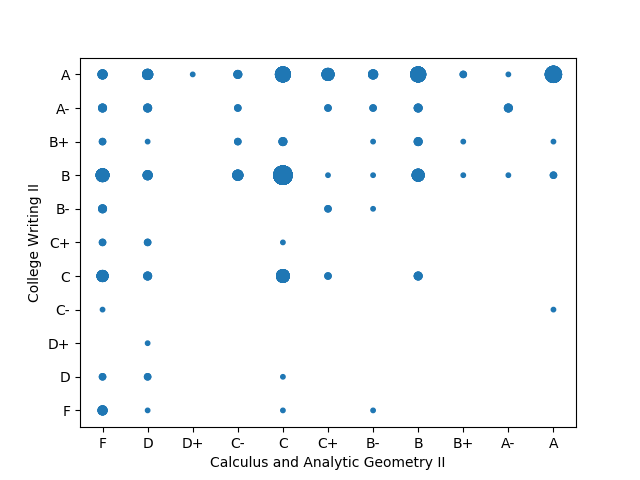 College Writing II
A
A-
B+
B
B-
C+
C
C-
D+
D
F
F D D+ C- C C+ B- B B+ A- A
Calculus and Analytic Geometry II